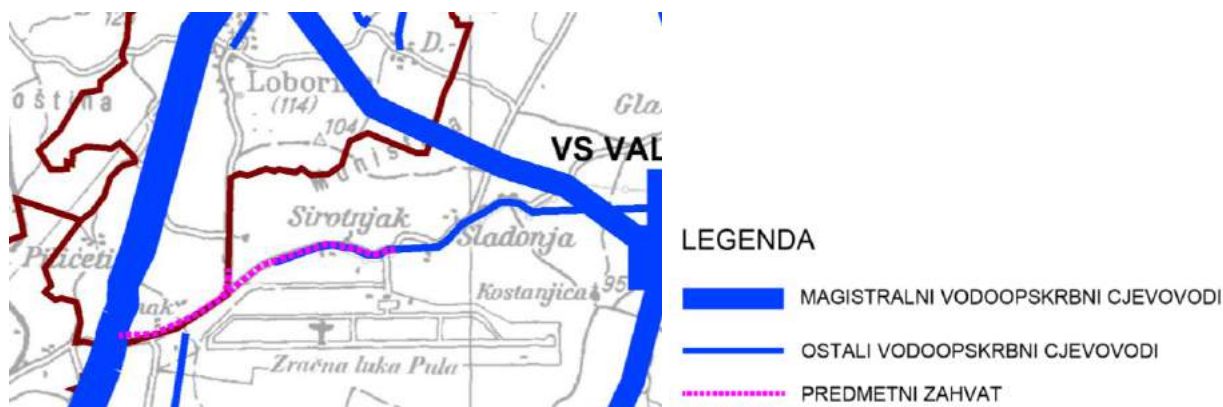 D.
Loborika
(114)
104
VS VAL
Sirotnjak
Sladonja
Kostanjica
95
Zračna luka Pula
LEGENDA
MAGISTRALNI VODOOPSKRBNI CJEVOVODI
OSTALI VODOOPSKRBNI CJEVOVODI
PREDMETNI ZAHVAT